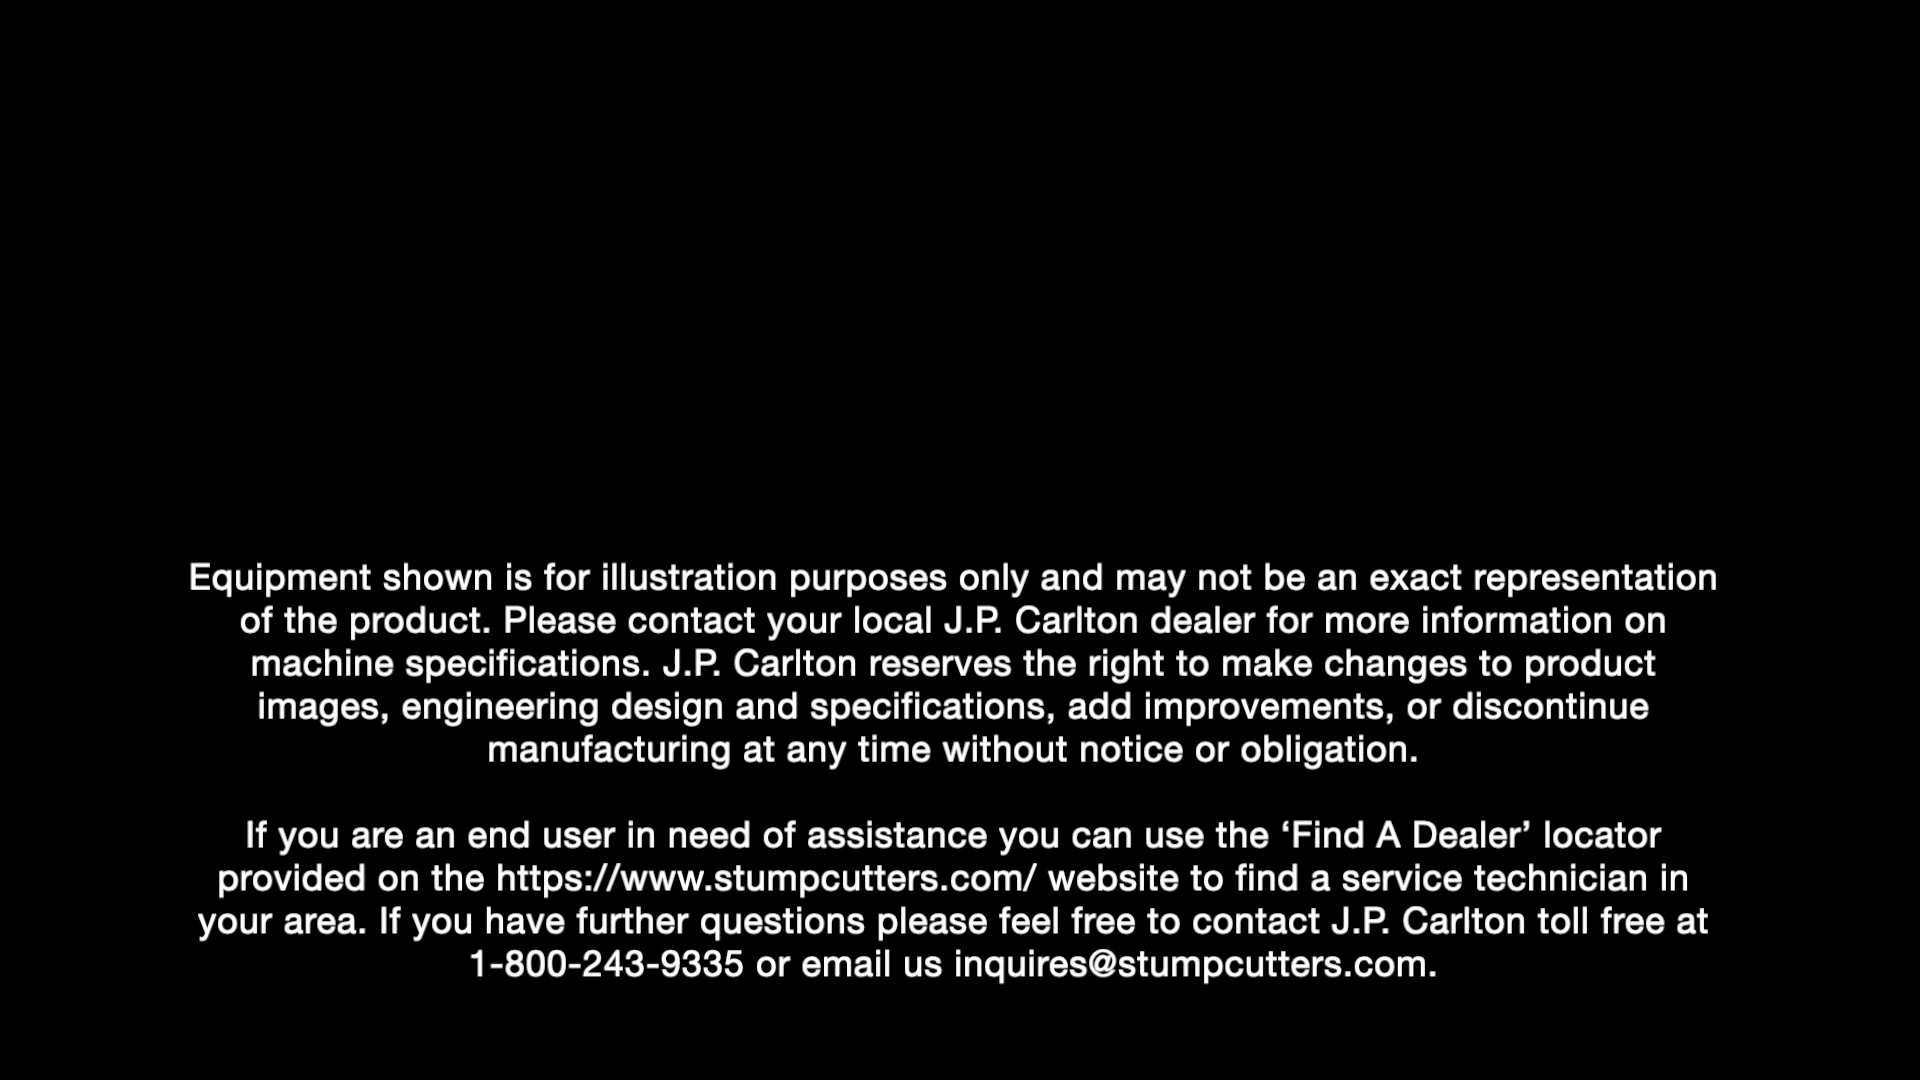 Equipment shown is for illustration purposes only and may not be an exact representation
of the product. Please contact your local J.P. Carlton dealer for more information on
machine specifications. J.P. Carlton reserves the right to make changes to product
images, engineering design and specifications, add improvements, or discontinue
manufacturing at any time without notice or obligation.
If you are an end user in need of assistance you can use the ‘Find A Dealer’ locator
provided on the https://www.stumpcutters.com/ website to find a service technician in
your area. If you have further questions please feel free to contact J.P. Carlton toll free at
1-800-243-9335 or email us inquires@stumpcutters.com.